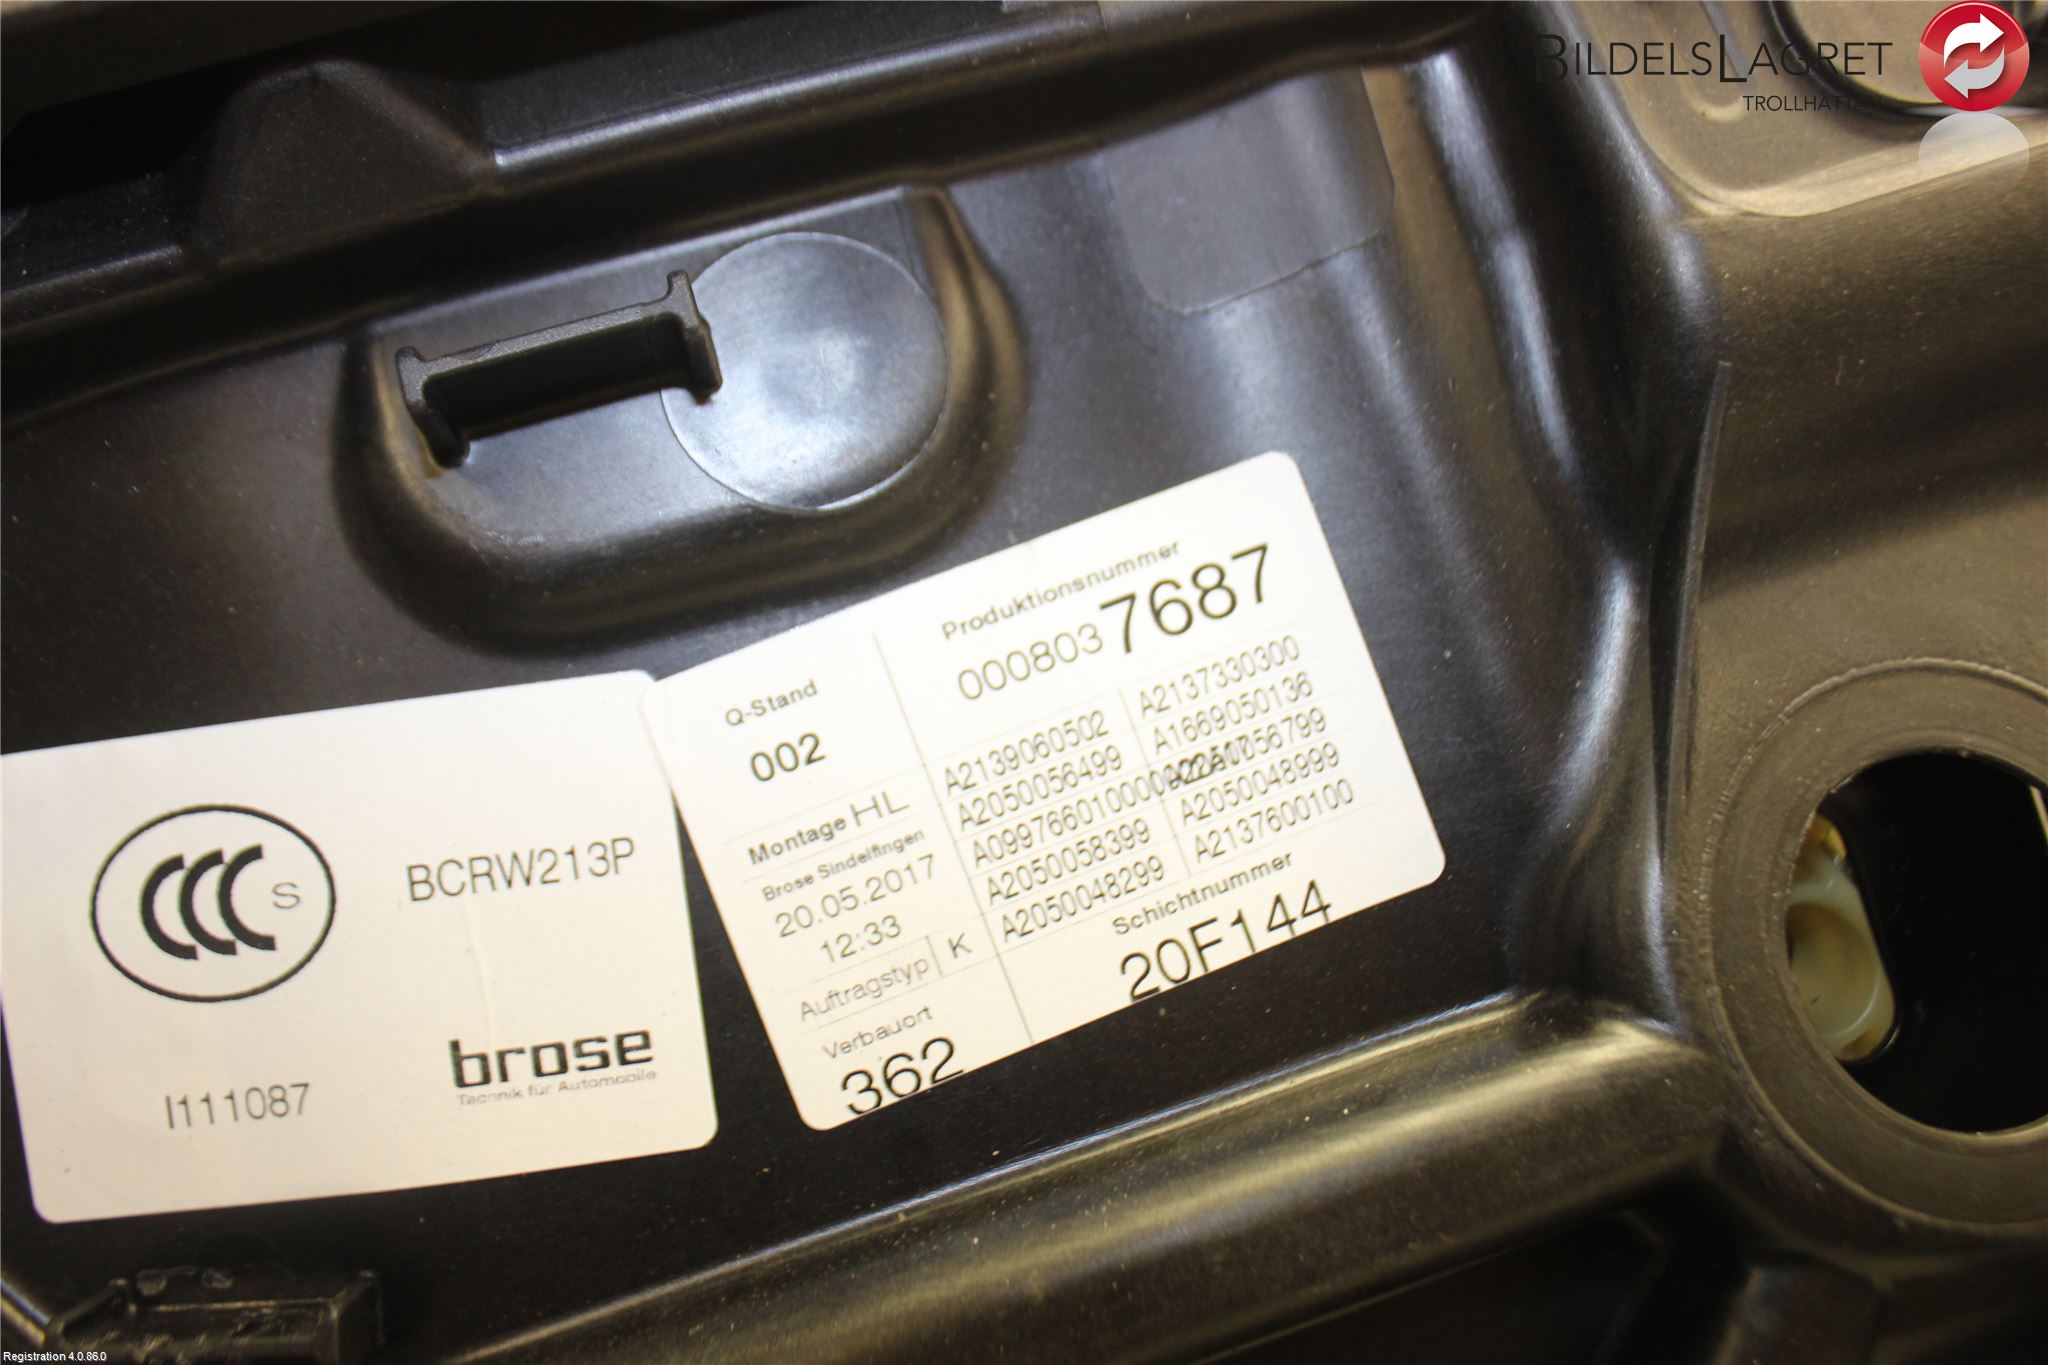 BILDELSLAGRET
Produktionsnummer
0008037687
Q-Stand
002
A2139060502 A2137330300
A2050056499 A1669050136
A2050058399 A2050048999
A2050048299 A2137600100
Montage HL
Brose Sindelfingen
20.05.2017
12:33
Auftragstyp K
Schichtnummer
20F144
Verbauort
362
CCC S
BCRW213P
I111087
brose
Technik für Automobile
Registration 4.0.86.0